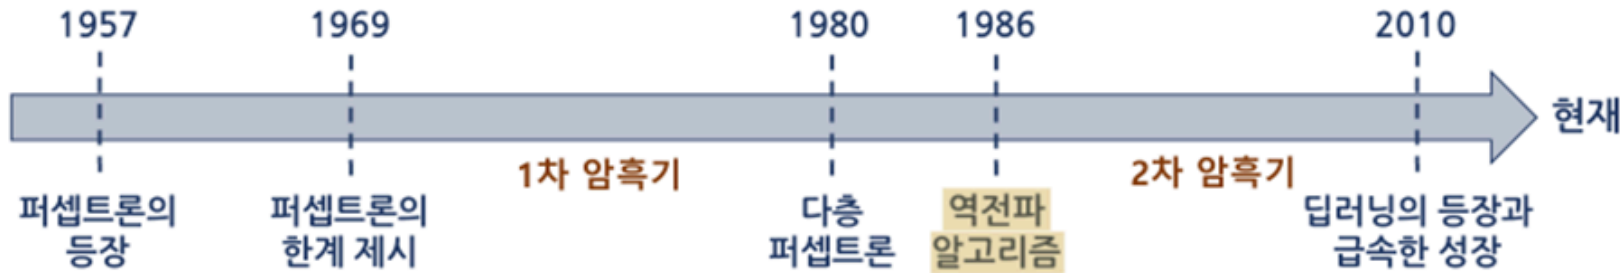 1957
1969
1980
1986
2010
현재
1차 암흑기
2차 암흑기
퍼셉트론의
등장
퍼셉트론의
한계 제시
다층
퍼셉트론
역전파
알고리즘
딥러닝의 등장과
급속한 성장